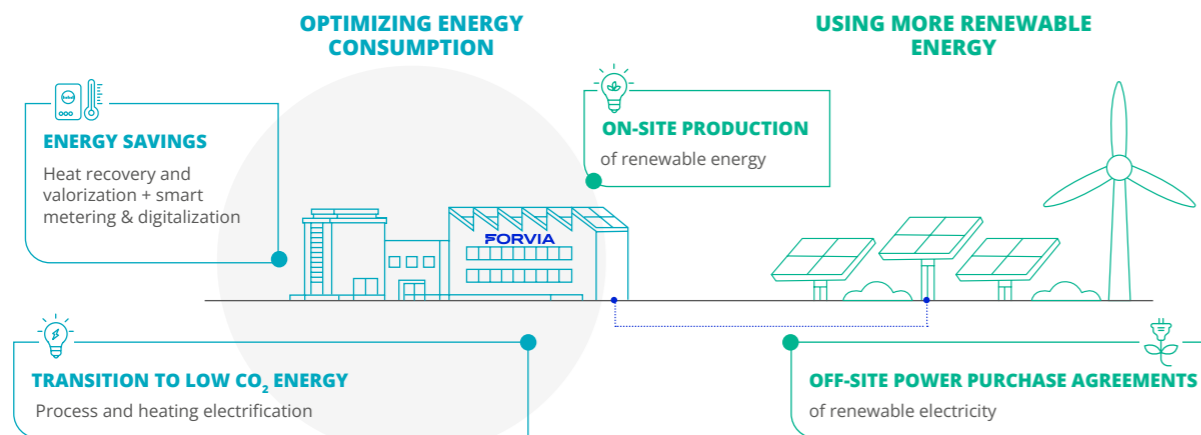 OPTIMIZING ENERGY
CONSUMPTION
USING MORE RENEWABLE
ENERGY
ENERGY SAVINGS
Heat recovery and
valorization + smart
metering & digitalization
ON-SITE PRODUCTION
of renewable energy
FORVIA
TRANSITION TO LOW CO₂ ENERGY
Process and heating electrification
OFF-SITE POWER PURCHASE AGREEMENTS
of renewable electricity